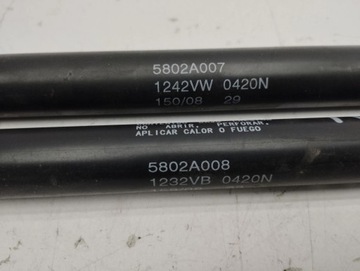 5802A007
1242VW 0420N
150/08 29
NO ABRIR. PERFORAR.
APLICAR CALOR O FUEGO
5802A008
1232VB 0420N